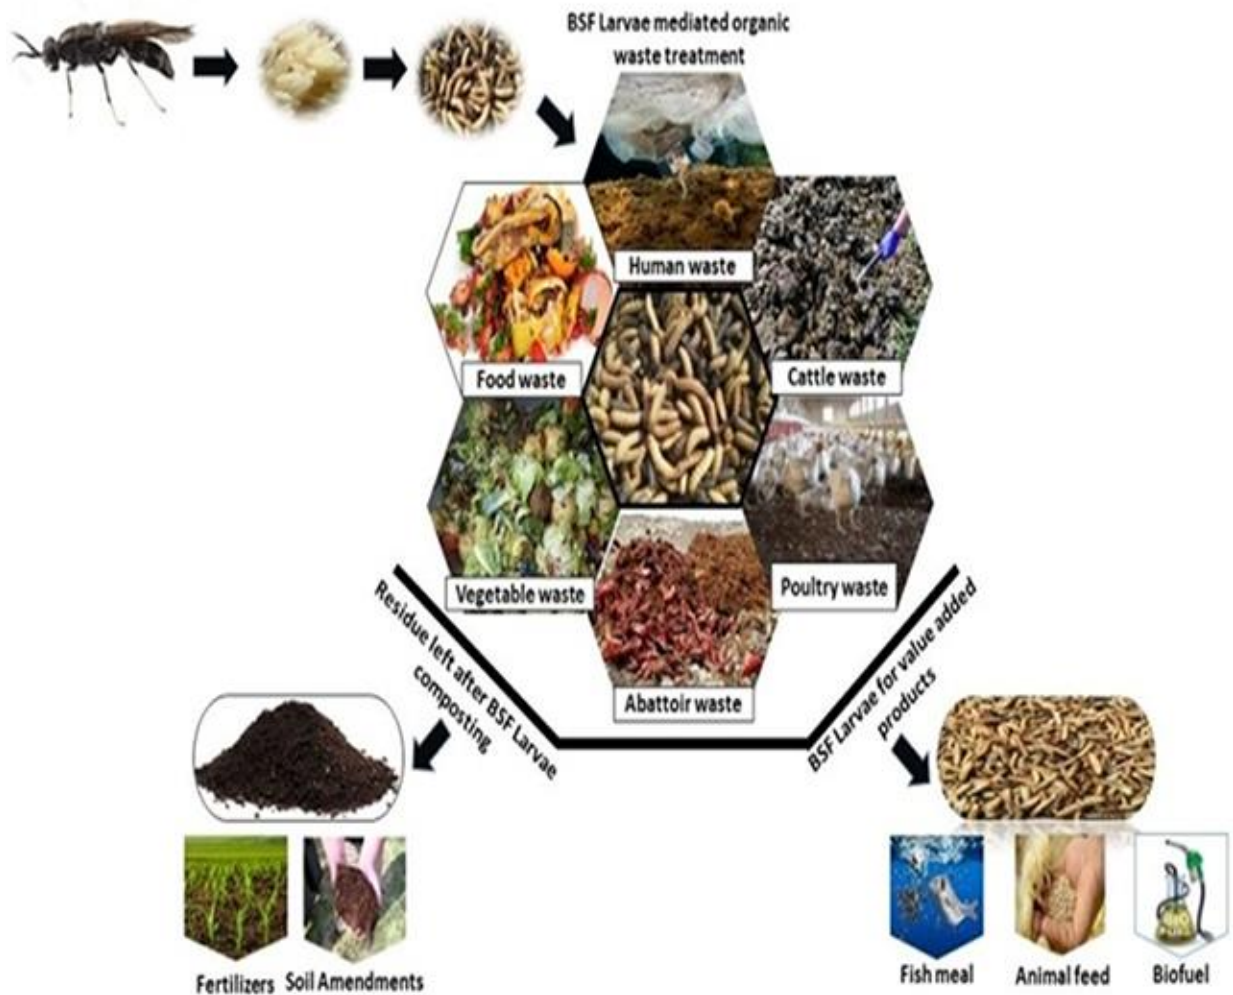 BSF Larvae mediated organic
waste treatment
Human waste
Food waste
Cattle waste
Vegetable waste
Poultry waste
Abattoir waste
Residue left after BSF Larvae
composting
BSF Larvae for value added
products
Fertilizers
Soil Amendments
Fish meal
Animal feed
Biofuel